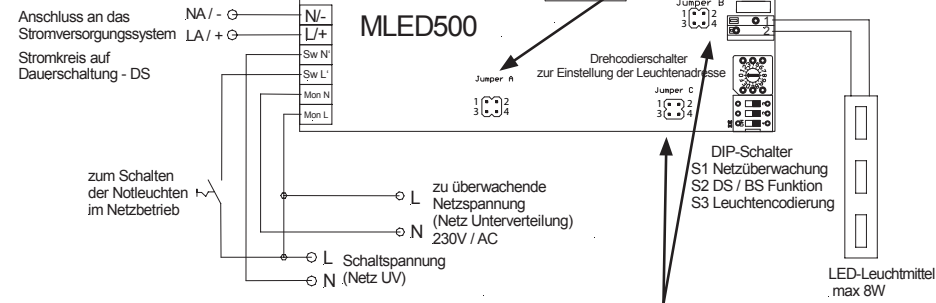 Anschluss an das
Stromversorgungssystem
NA / -
LA / +
N/-
L/+
Sw N'
Sw L'
Mon N
Mon L
MLED500
Stromkreis auf
Dauerschaltung - DS
Jumper A
1 2
3 4
Jumper B
1 2
3 4
1
2
Drehcodierschalter
zur Einstellung der Leuchtenadresse
Jumper C
1 2
3 4
DIP-Schalter
S1 Netzüberwachung
S2 DS / BS Funktion
S3 Leuchtencodierung
zum Schalten
der Notleuchten
im Netzbetrieb
L
N
zu überwachende
Netzspannung
(Netz Unterverteilung)
230V / AC
L
N
Schaltspannung
(Netz UV)
LED-Leuchtmittel
max 8W